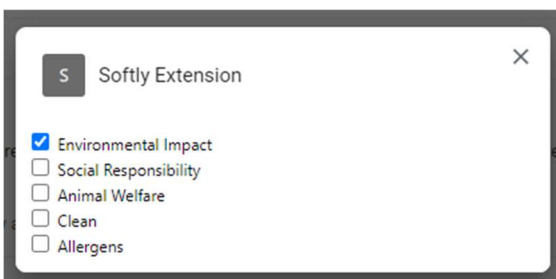 S
Softly Extension
Environmental Impact
Social Responsibility
Animal Welfare
Clean
Allergens